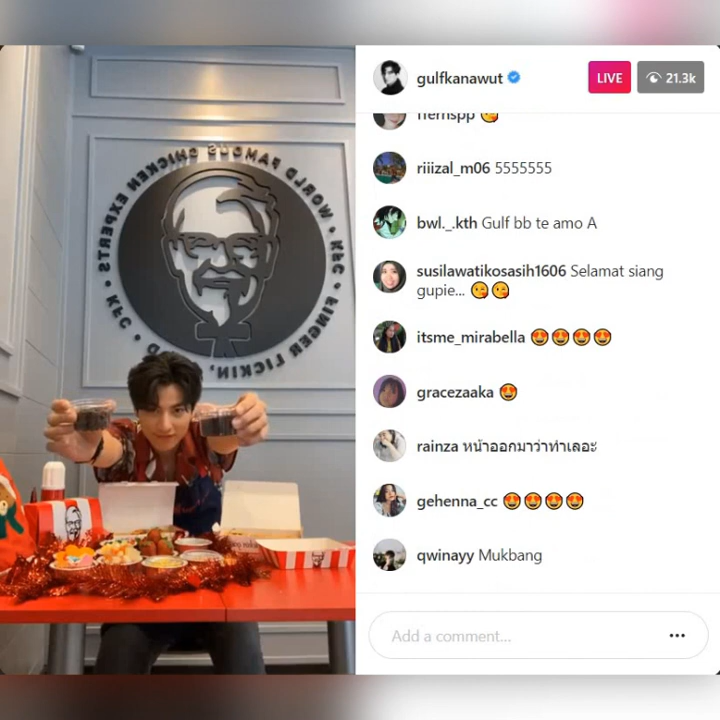 gulfkanawut
LIVE
21.3k
riiizal_m06 5555555
bwl._.kth Gulf bb te amo A
susilawatikosasih1606 Selamat siang
gupie...
itsme_mirabella
gracezaaka
rainza หน้าออกมาว่าทำเลอะ
gehenna_cc
qwinayy Mukbang
Add a comment...
WORLD FAMOUS CHICKEN EXPERTS • KFC •
• KFC • FINGER LICKIN'